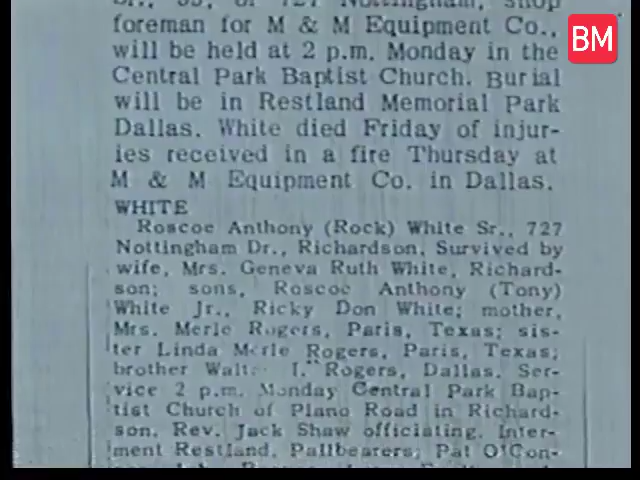 of 727 Nottingham, shop
foreman for M & M Equipment Co.,
will be held at 2 p.m. Monday in the
Central Park Baptist Church. Burial
will be in Restland Memorial Park
Dallas. White died Friday of injur-
ies received in a fire Thursday at
M & M Equipment Co. in Dallas.
WHITE
Roscoe Anthony (Rock) White Sr., 727
Nottingham Dr., Richardson, Survived by
wife, Mrs. Geneva Ruth White, Richard-
son; sons, Roscoe Anthony (Tony)
White Jr., Ricky Don White; mother,
Mrs. Merle Rogers, Paris, Texas; sis-
ter Linda Merle Rogers, Paris, Texas;
brother I. Rogers, Dallas. Ser-
vice 2 p.m. Monday Central Park Bap-
tist Church of Plano Road in Richard-
son. Rev. Jack Shaw officiating. Inter-
ment Restland. Pallbearers; Pat O'Con-
BM